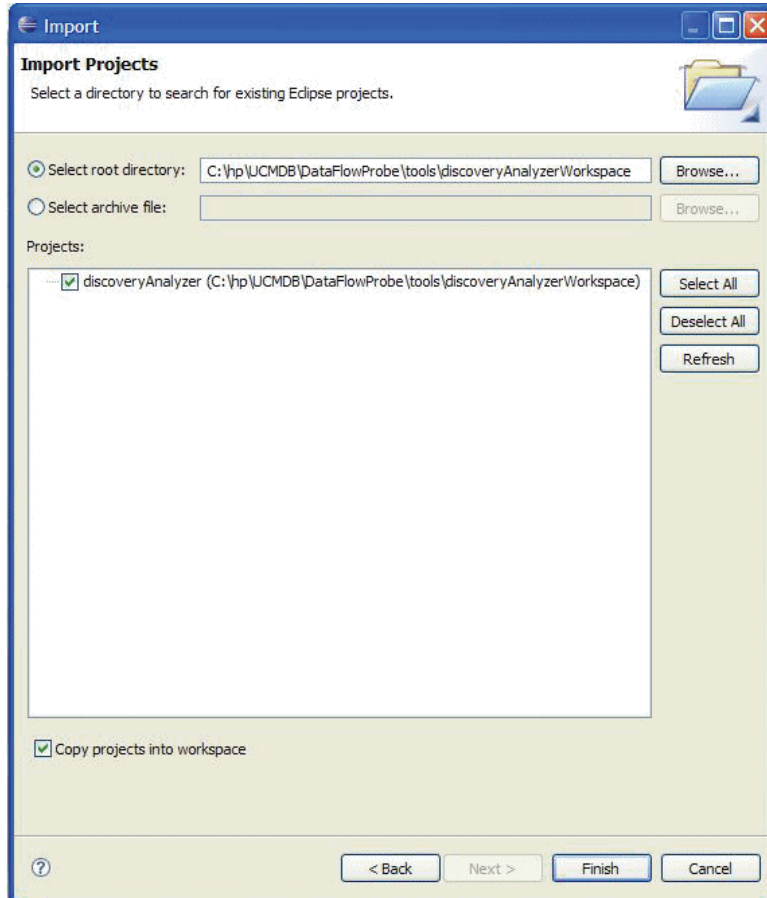 Import
Import Projects
Select a directory to search for existing Eclipse projects.
Select root directory: C:\hp\UCMDB\DataFlowProbe\tools\discoveryAnalyzerWorkspace Browse...
Select archive file: Browse...
Projects:
discoveryAnalyzer (C:\hp\UCMDB\DataFlowProbe\tools\discoveryAnalyzerWorkspace) Select All
Deselect All
Refresh
Copy projects into workspace
? < Back Next > Finish Cancel